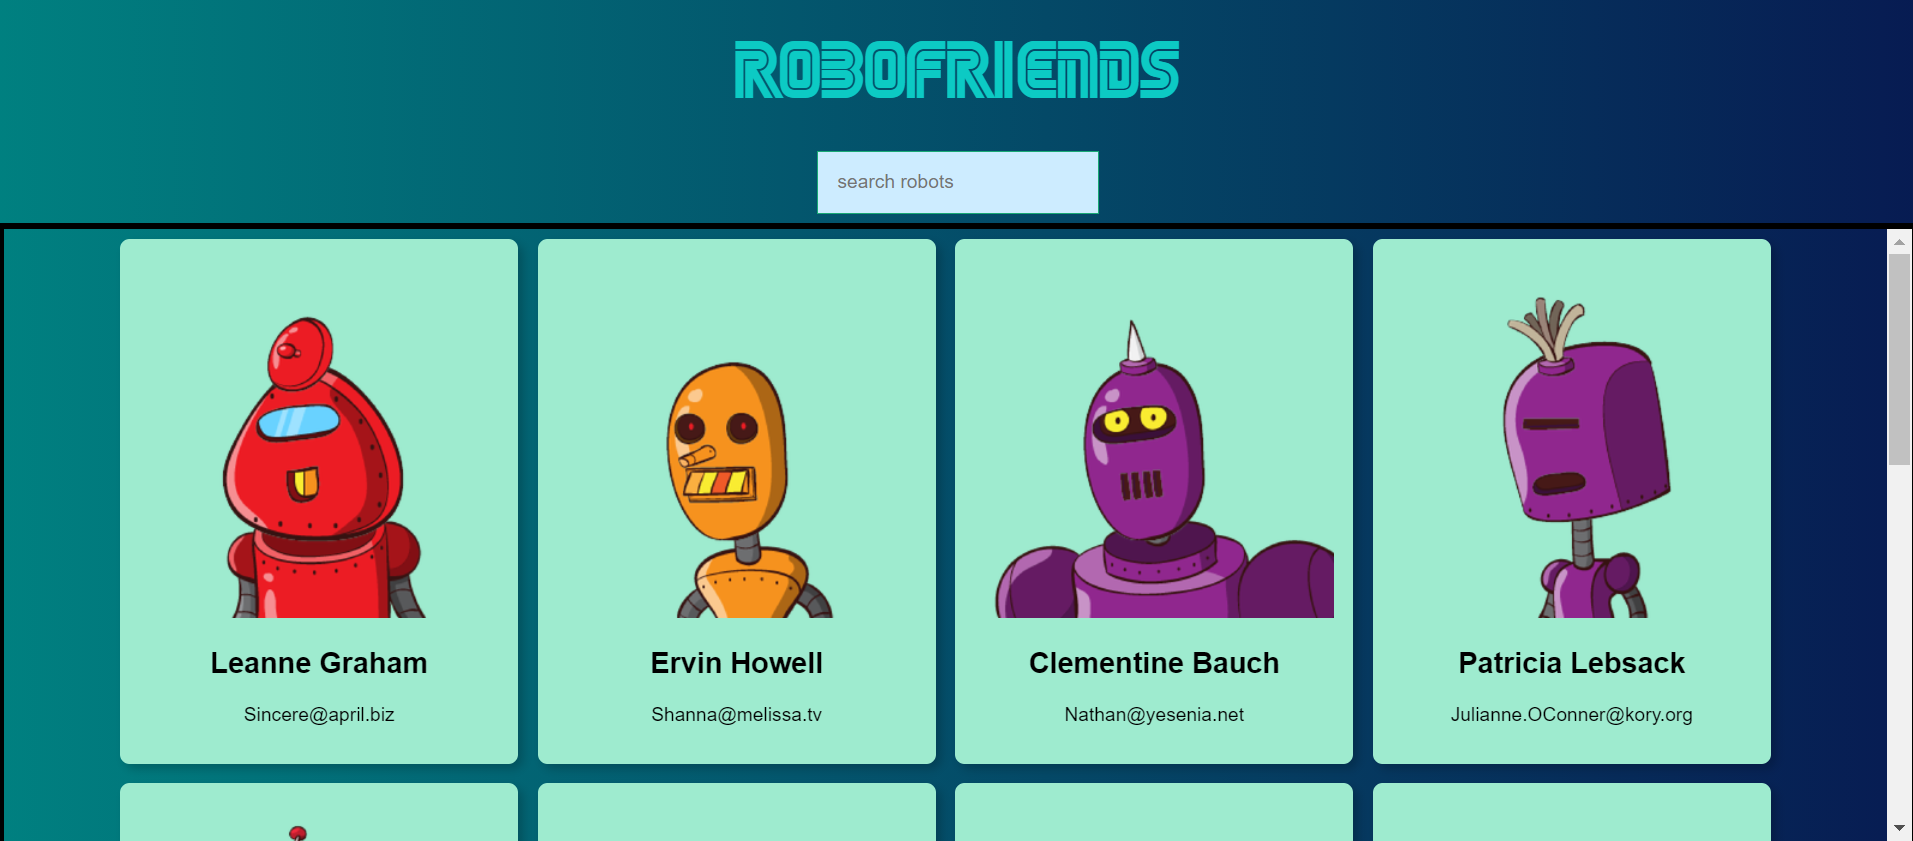 ROBOFRIENDS
search robots
Leanne Graham
Sincere@april.biz
Ervin Howell
Shanna@melissa.tv
Clementine Bauch
Nathan@yesenia.net
Patricia Lebsack
Julianne.OConner@kory.org